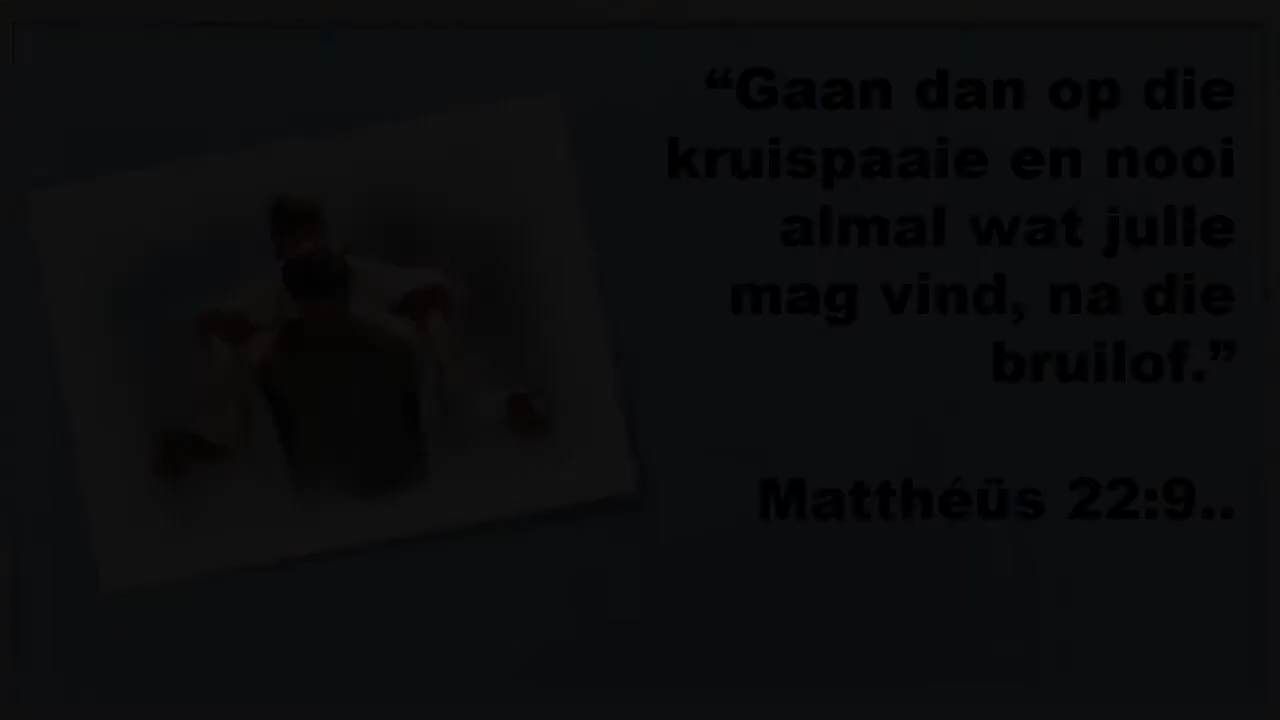 “Gaan dan op die
kruispaaie en nooi
almal wat julle
mag vind, na die
bruilof.”
Matthéüs 22:9..